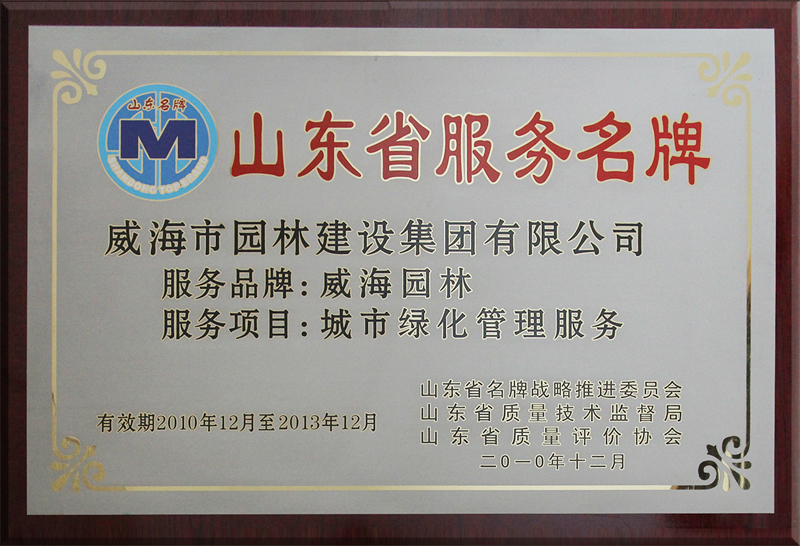 山东名牌
M
SHANDONG TOP BRAND
山东省服务名牌
威海市园林建设集团有限公司
服务品牌：威海园林
服务项目：城市绿化管理服务
有效期2010年12月至2013年12月
山东省名牌战略推进委员会
山东省质量技术监督局
山东省质量评价协会
二0一0年十二月